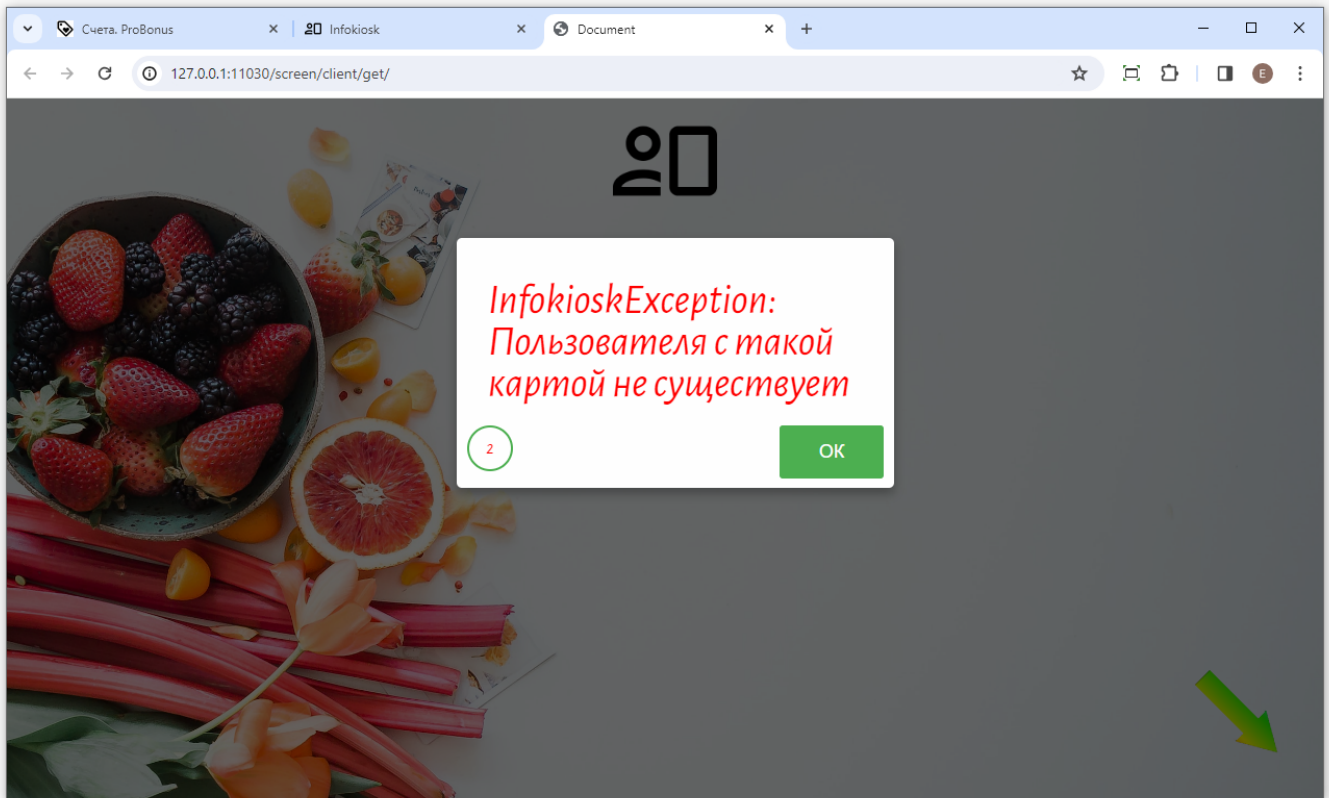 Счета. ProBonus
Infokiosk
Document
127.0.0.1:11030/screen/client/get/
E
InfokioskException:
Пользователя с такой
картой не существует
2
ОК